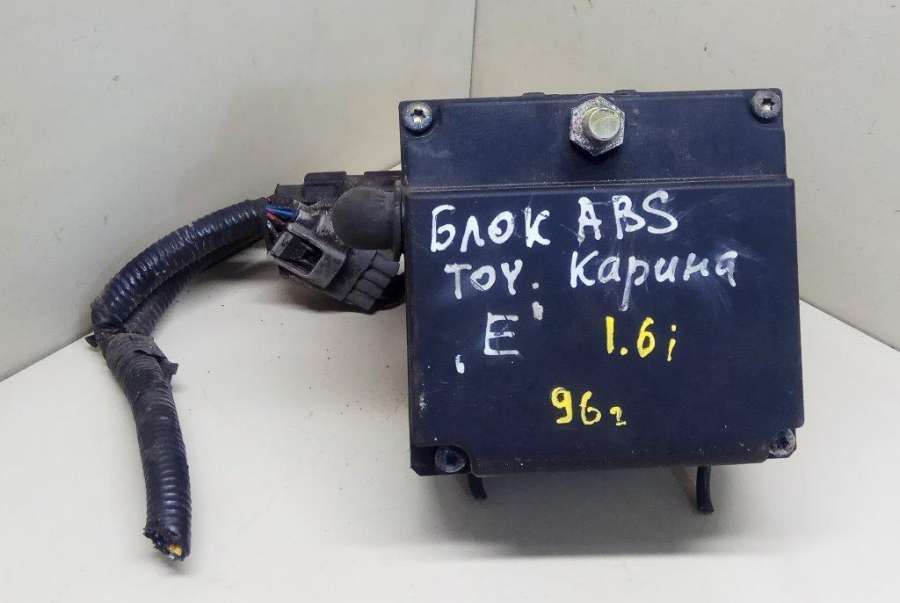 Блок ABS
TOY. Карина
"E" 1.6i
96г